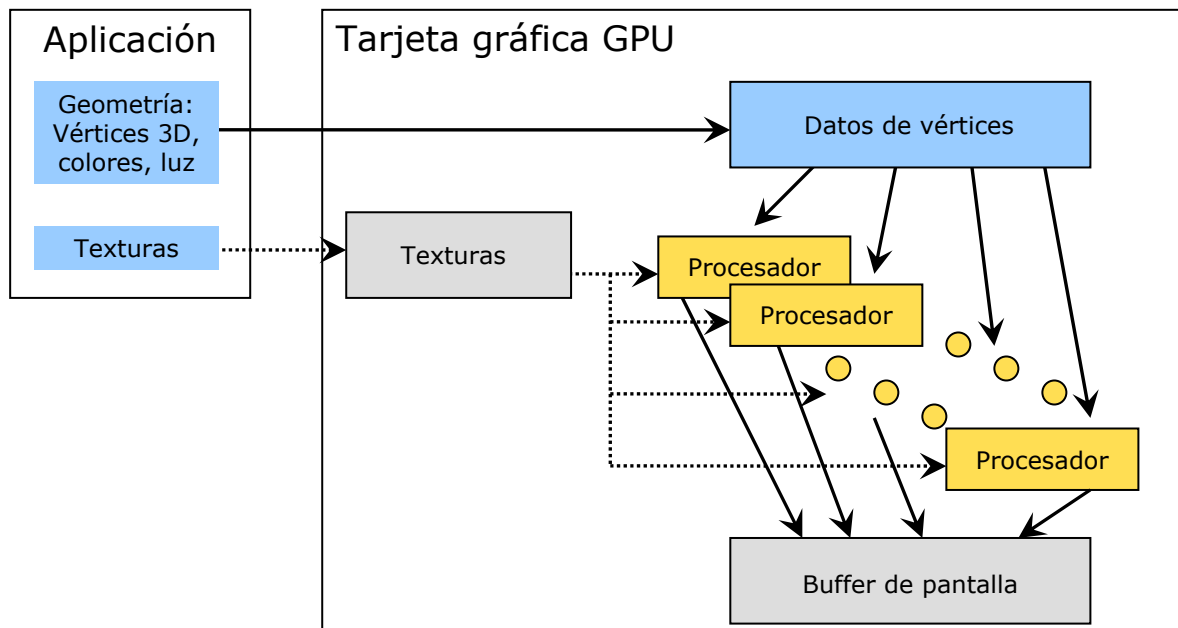 Aplicación
Tarjeta gráfica GPU
Geometría:
Vértices 3D,
colores, luz
Datos de vértices
Texturas
Texturas
Procesador
Procesador
Procesador
Buffer de pantalla